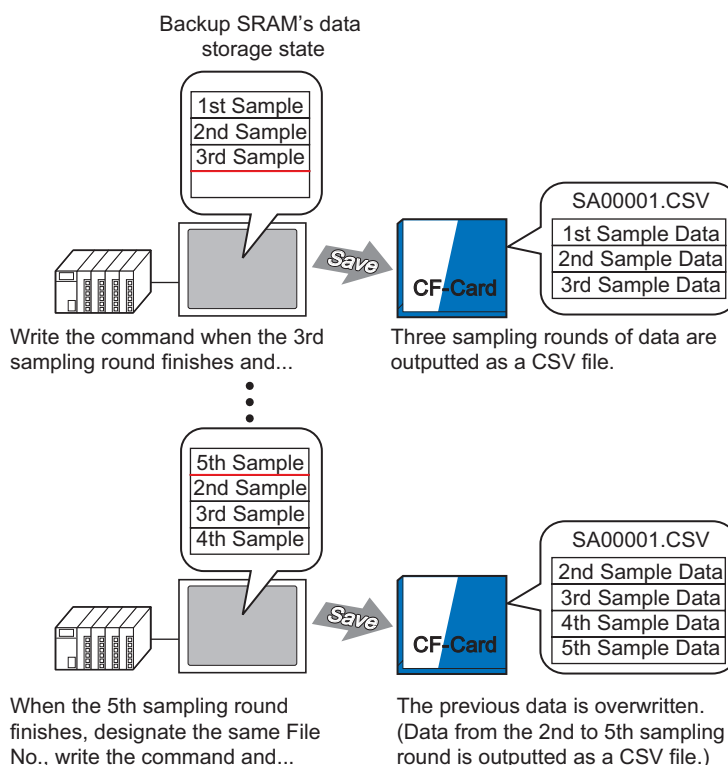 Backup SRAM's data
storage state
1st Sample
2nd Sample
3rd Sample
Save
CF-Card
SA00001.CSV
1st Sample Data
2nd Sample Data
3rd Sample Data
Write the command when the 3rd
sampling round finishes and...
Three sampling rounds of data are
outputted as a CSV file.
5th Sample
2nd Sample
3rd Sample
4th Sample
Save
CF-Card
SA00001.CSV
2nd Sample Data
3rd Sample Data
4th Sample Data
5th Sample Data
When the 5th sampling round
finishes, designate the same File
No., write the command and...
The previous data is overwritten.
(Data from the 2nd to 5th sampling
round is outputted as a CSV file.)